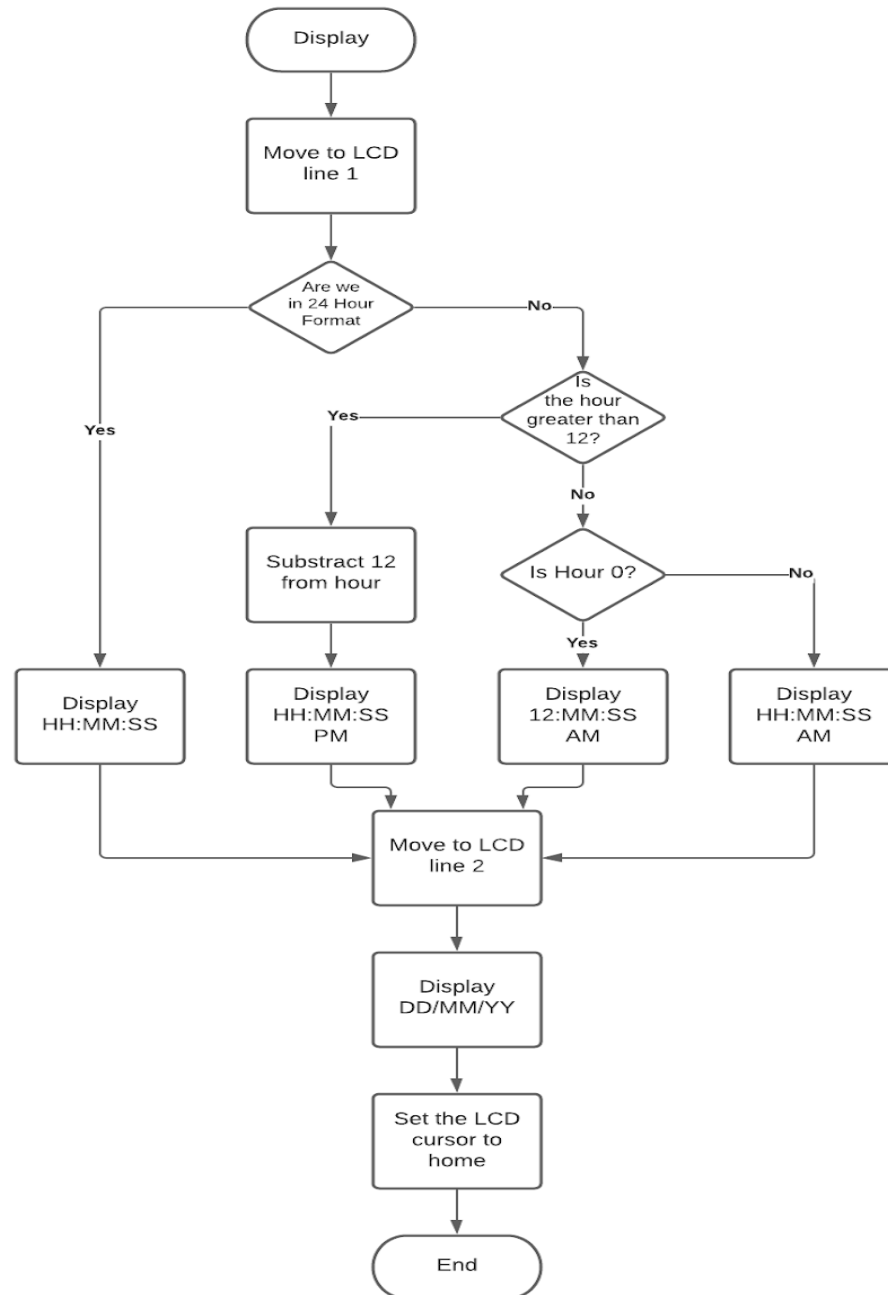 Display
Move to LCD
line 1
Are we
in 24 Hour
Format
No
Is
the hour
greater than
12?
Yes
Yes
No
Substract 12
from hour
Is Hour 0?
No
Yes
Display
HH:MM:SS
Display
HH:MM:SS
PM
Display
12:MM:SS
AM
Display
HH:MM:SS
AM
Move to LCD
line 2
Display
DD/MM/YY
Set the LCD
cursor to
home
End